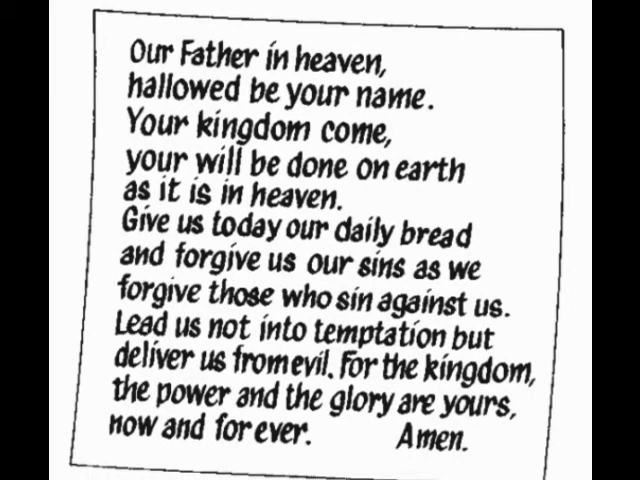 Our Father in heaven,
hallowed be your name.
Your kingdom come,
your will be done on earth
as it is in heaven.
Give us today our daily bread
and forgive us our sins as we
forgive those who sin against us.
Lead us not into temptation but
deliver us from evil. For the kingdom,
the power and the glory are yours,
now and for ever. Amen.